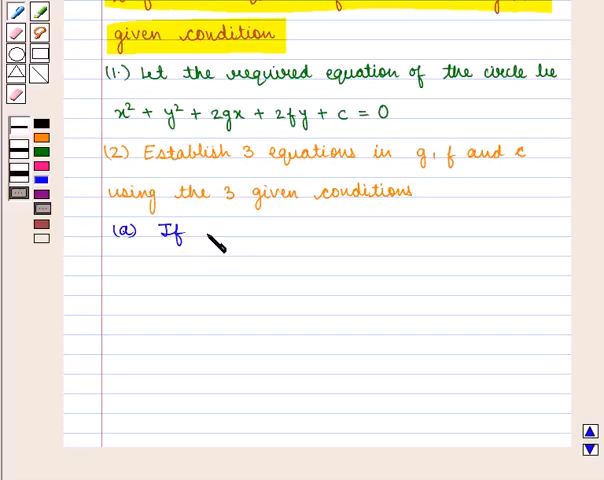 given condition
(1.) Let the required equation of the circle be
x² + y² + 2gx + 2fy + c = 0
(2) Establish 3 equations in g, f and c
using the 3 given conditions
(a) If